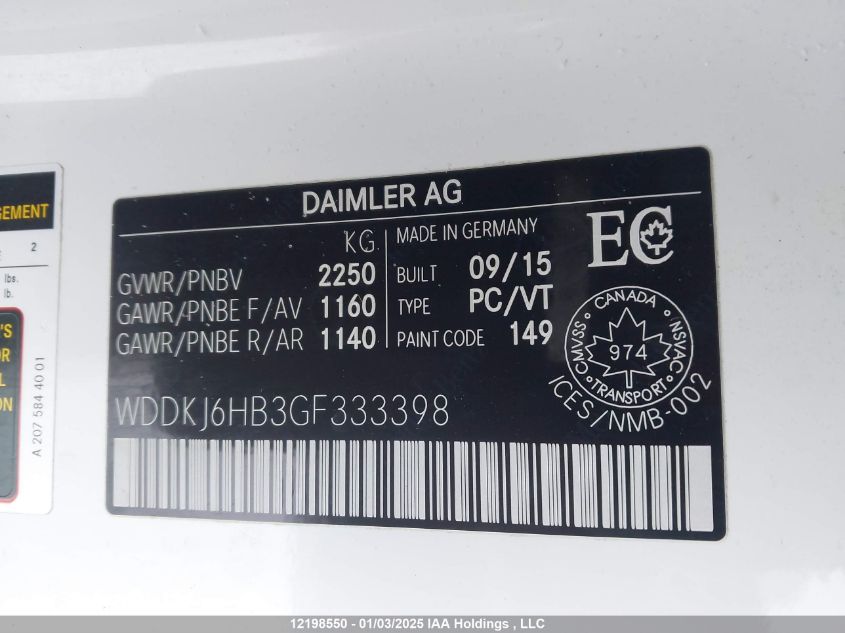 GEMENT
2
lbs.
lb.
'S
OR
L
ION
A 207 584 40 01
DAIMLER AG
KG
GVWR/PNBV 2250
GAWR/PNBE F/AV 1160
GAWR/PNBE R/AR 1140
MADE IN GERMANY
BUILT 09/15
TYPE PC/VT
PAINT CODE 149
EC
CANADA
CMVSS
974
NSVAC
TRANSPORT
ICES/NMB-002
WDDKJ6HB3GF333398
12198550 - 01/03/2025 IAA Holdings , LLC